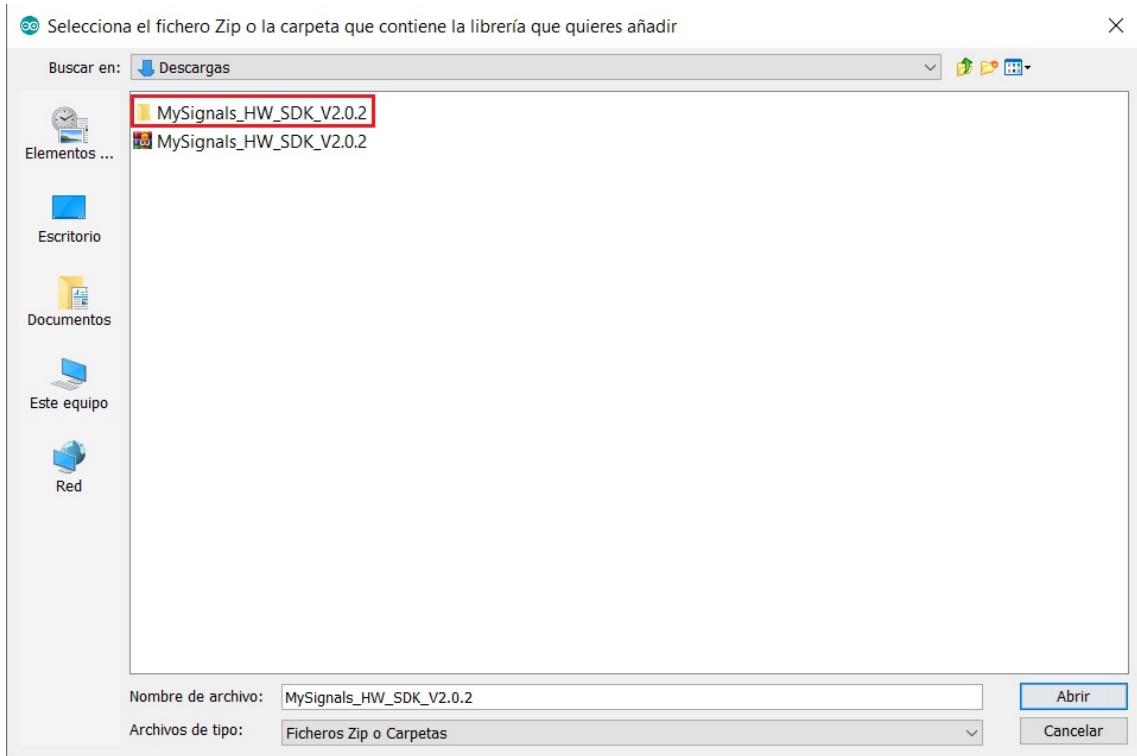 Selecciona el fichero Zip o la carpeta que contiene la librería que quieres añadir
Buscar en:
Descargas
MySignals_HW_SDK_V2.0.2
MySignals_HW_SDK_V2.0.2
Elementos ...
Escritorio
Documentos
Este equipo
Red
Nombre de archivo:
MySignals_HW_SDK_V2.0.2
Abrir
Archivos de tipo:
Ficheros Zip o Carpetas
Cancelar